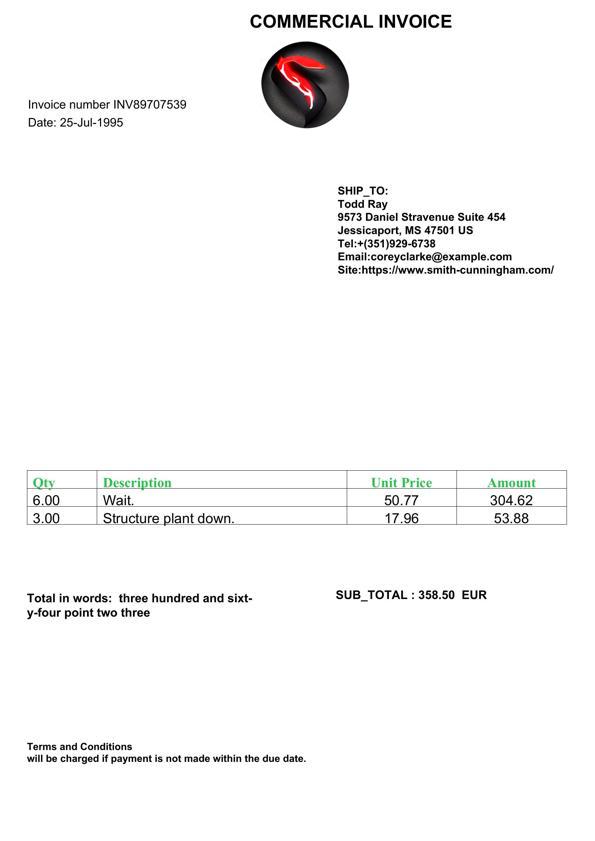 COMMERCIAL INVOICE
Invoice number INV89707539
Date: 25-Jul-1995
SHIP_TO:
Todd Ray
9573 Daniel Stravenue Suite 454
Jessicaport, MS 47501 US
Tel:+(351)929-6738
Email:coreyclarke@example.com
Site:https://www.smith-cunningham.com/
Qty Description Unit Price Amount
6.00 Wait. 50.77 304.62
3.00 Structure plant down. 17.96 53.88
Total in words:  three hundred and sixt-
y-four point two three
SUB_TOTAL : 358.50  EUR
Terms and Conditions
will be charged if payment is not made within the due date.